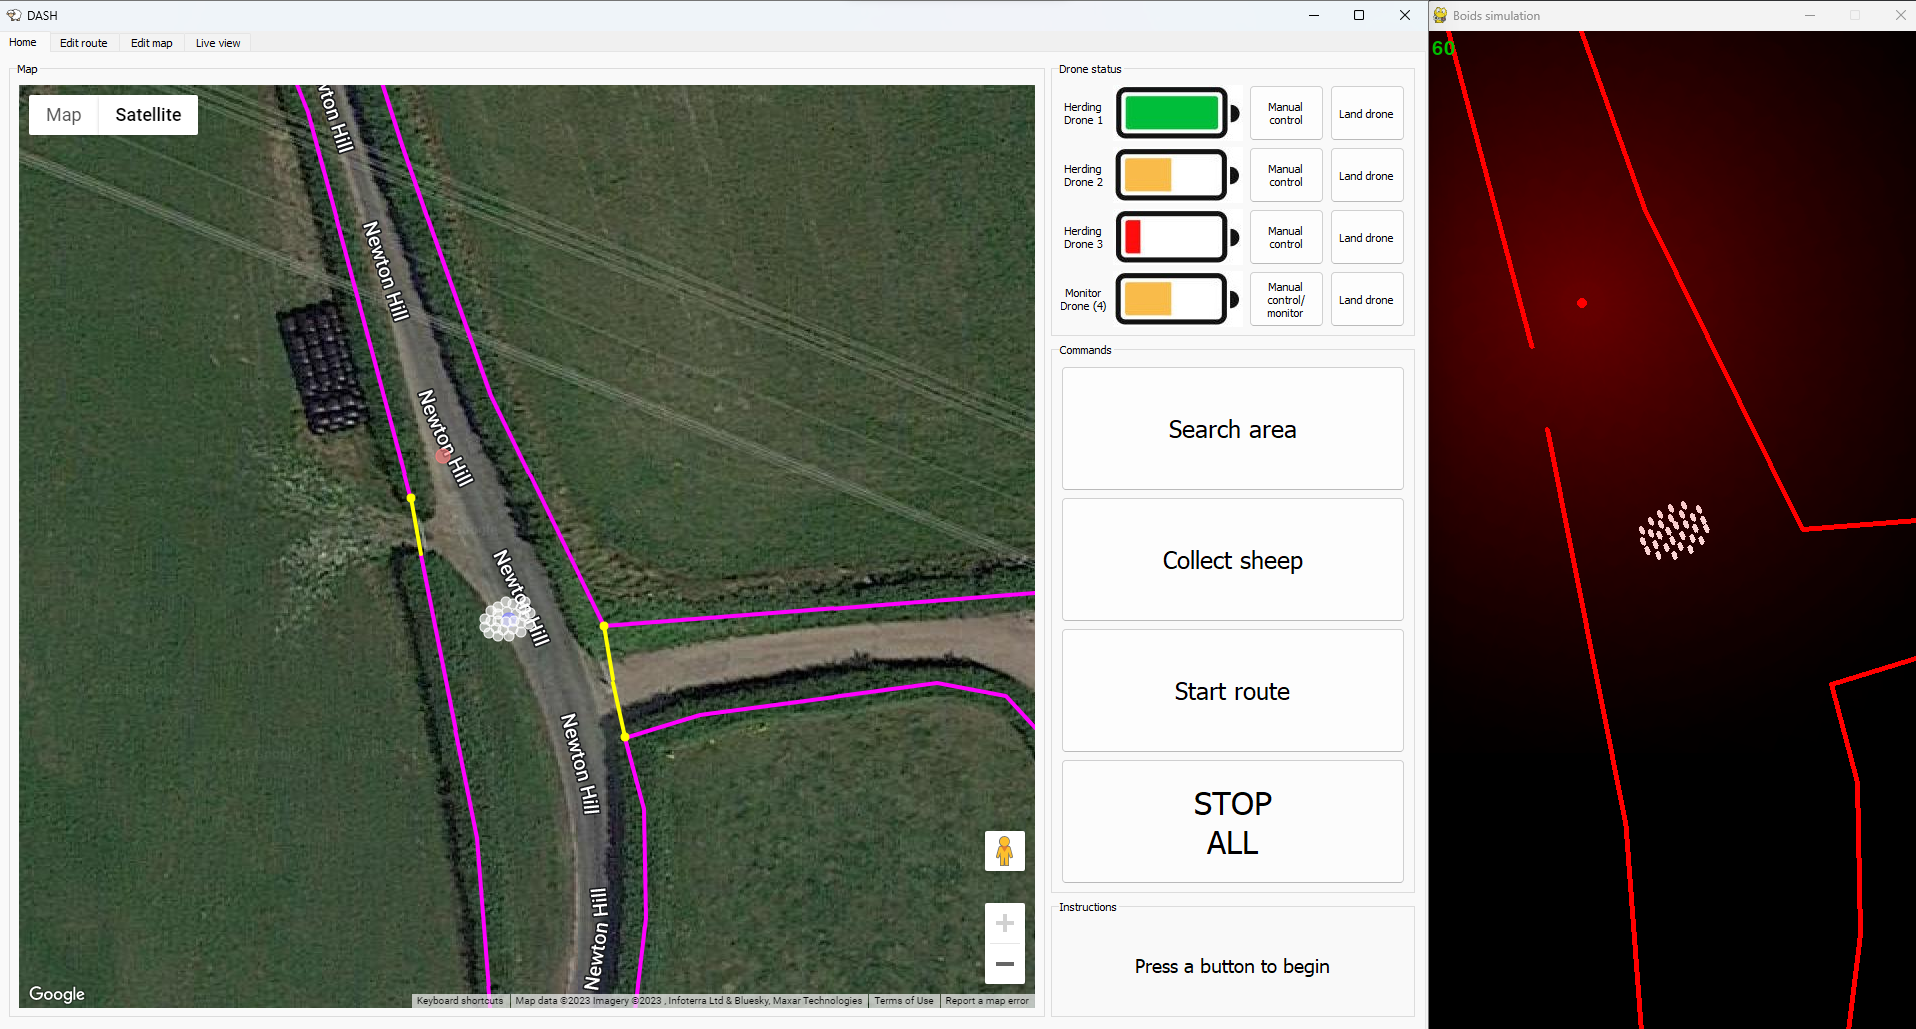 DASH
Home
Edit route
Edit map
Live view
Map
Map
Satellite
wton Hill
Newton Hill
Newton Hill
Newton Hill
Newton Hill
Newton Hill
Google
Keyboard shortcuts
Map data ©2023 Imagery ©2023 , Infoterra Ltd & Bluesky, Maxar Technologies
Terms of Use
Report a map error
Drone status
Herding
Drone 1
Manual
control
Land drone
Herding
Drone 2
Manual
control
Land drone
Herding
Drone 3
Manual
control
Land drone
Monitor
Drone (4)
Manual
control/
monitor
Land drone
Commands
Search area
Collect sheep
Start route
STOP
ALL
Instructions
Press a button to begin
Boids simulation
60